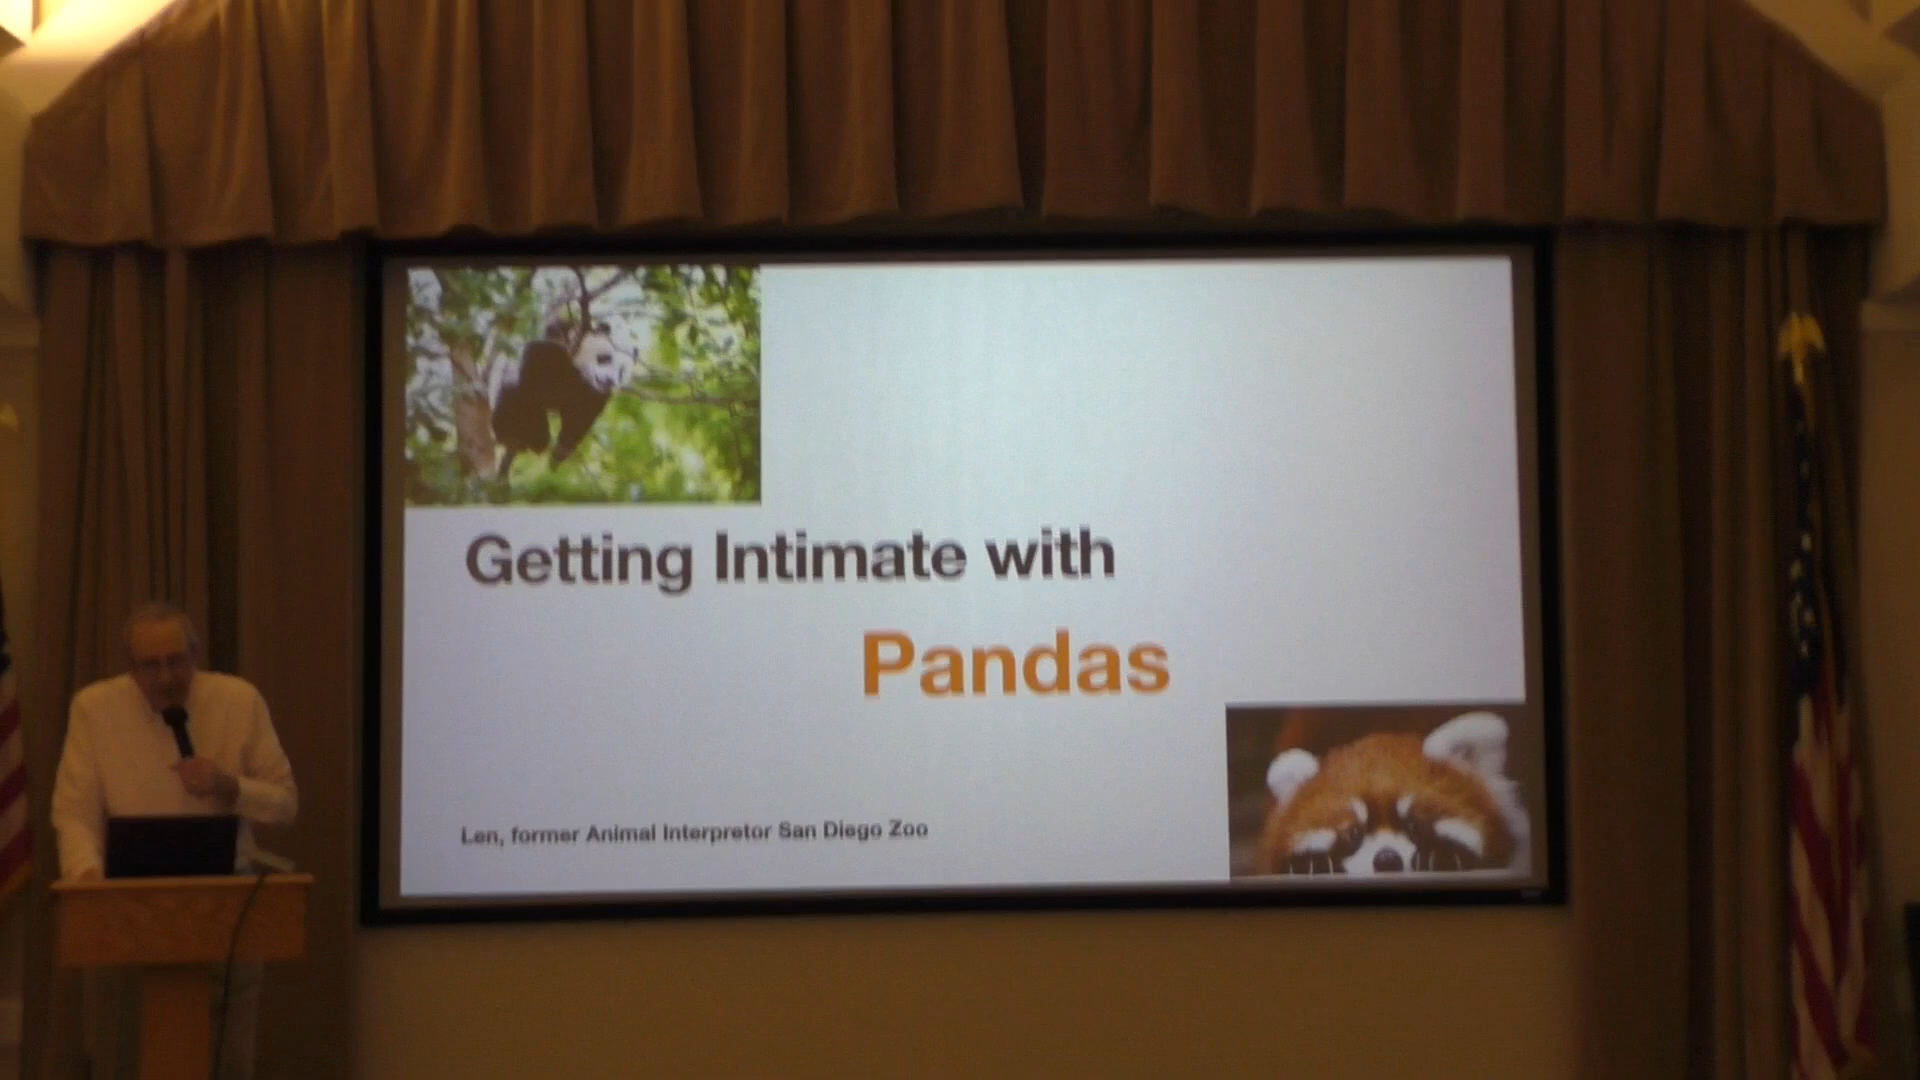 Getting Intimate with
Pandas
Len, former Animal Interpretor San Diego Zoo